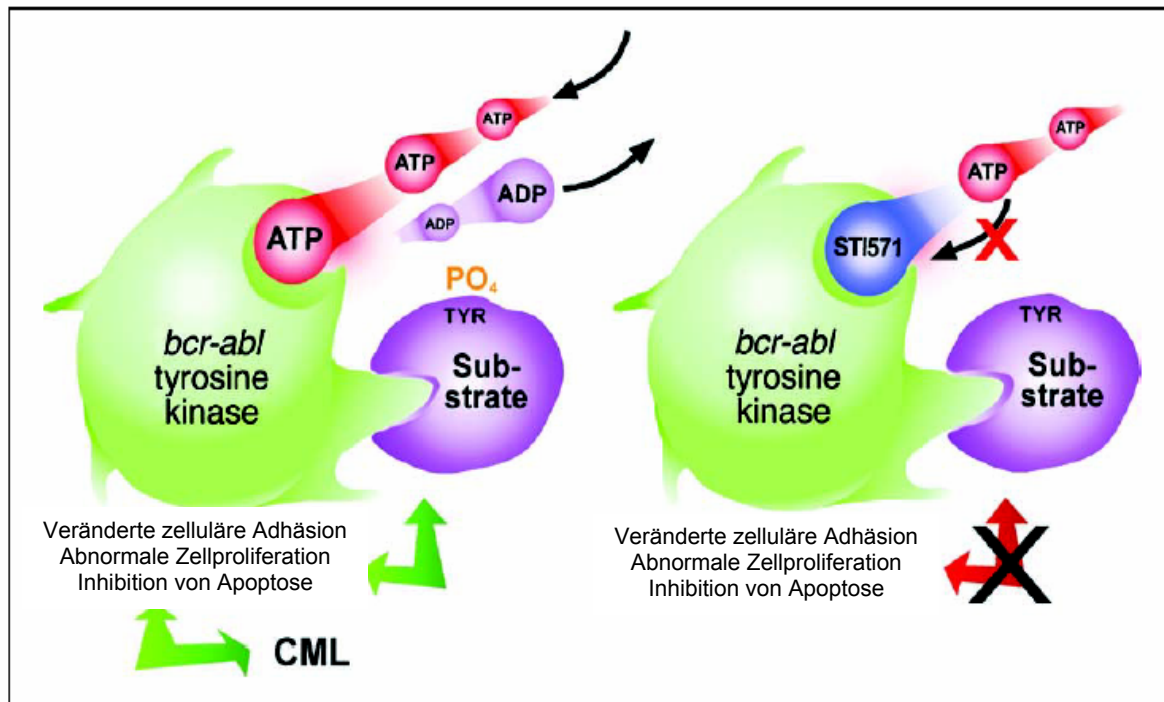 ATP
ATP
ATP
ADP
ADP
PO₄
TYR
Sub-
strate
bcr-abl
tyrosine
kinase
Veränderte zelluläre Adhäsion
Abnormale Zellproliferation
Inhibition von Apoptose
CML
ATP
ATP
STI571
X
TYR
Sub-
strate
bcr-abl
tyrosine
kinase
Veränderte zelluläre Adhäsion
Abnormale Zellproliferation
Inhibition von Apoptose
X